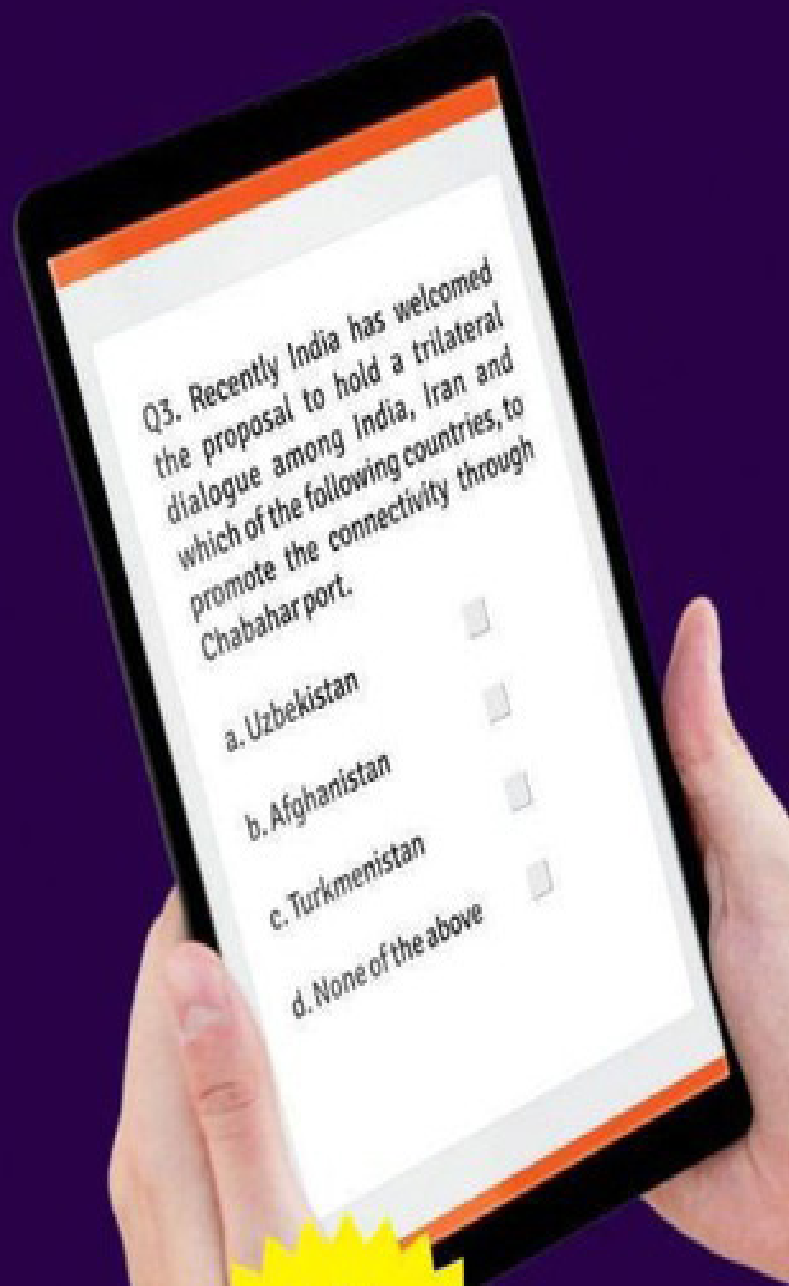 Q3. Recently India has welcomed
the proposal to hold a trilateral
dialogue among India, Iran and
which of the following countries, to
promote the connectivity through
Chabahar port.
a. Uzbekistan
b. Afghanistan
c. Turkmenistan
d. None of the above